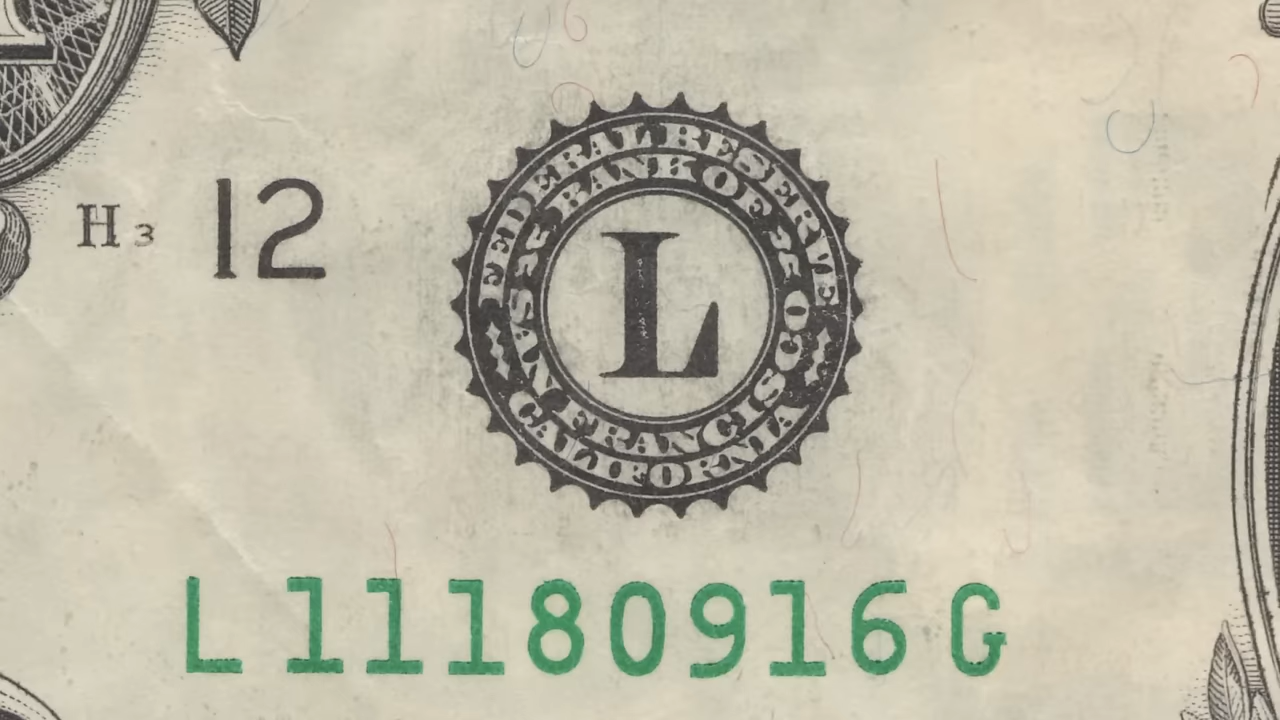 H3 12
FEDERAL RESERVE
BANK OF
L
SAN FRANCISCO
CALIFORNIA
L 11180916 G